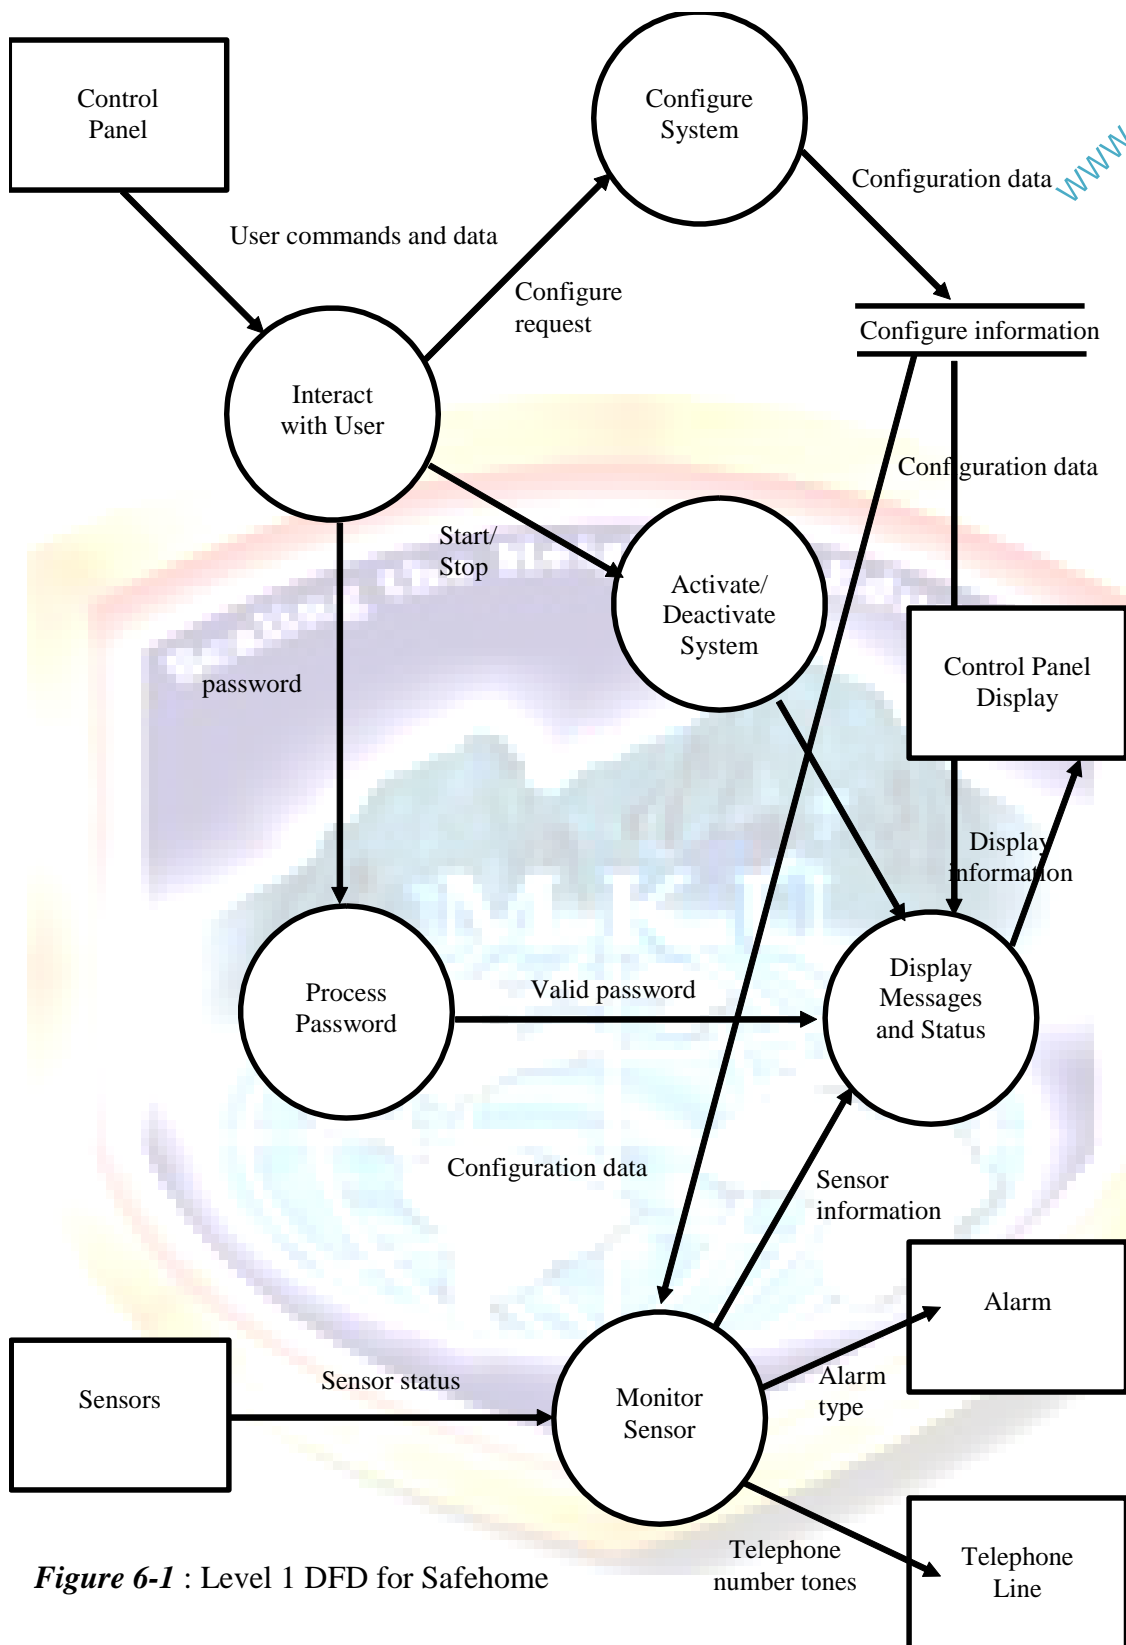 Control
Panel
Configure
System
WWW
Configuration data
User commands and data
Configure
request
Configure information
Interact
with User
Configuration data
Start/
Stop
Activate/
Deactivate
System
Control Panel
Display
password
Display
information
Process
Password
Valid password
Display
Messages
and Status
Configuration data
Sensor
information
Alarm
Sensors
Sensor status
Monitor
Sensor
Alarm
type
Telephone
number tones
Telephone
Line
Figure 6-1 : Level 1 DFD for Safehome